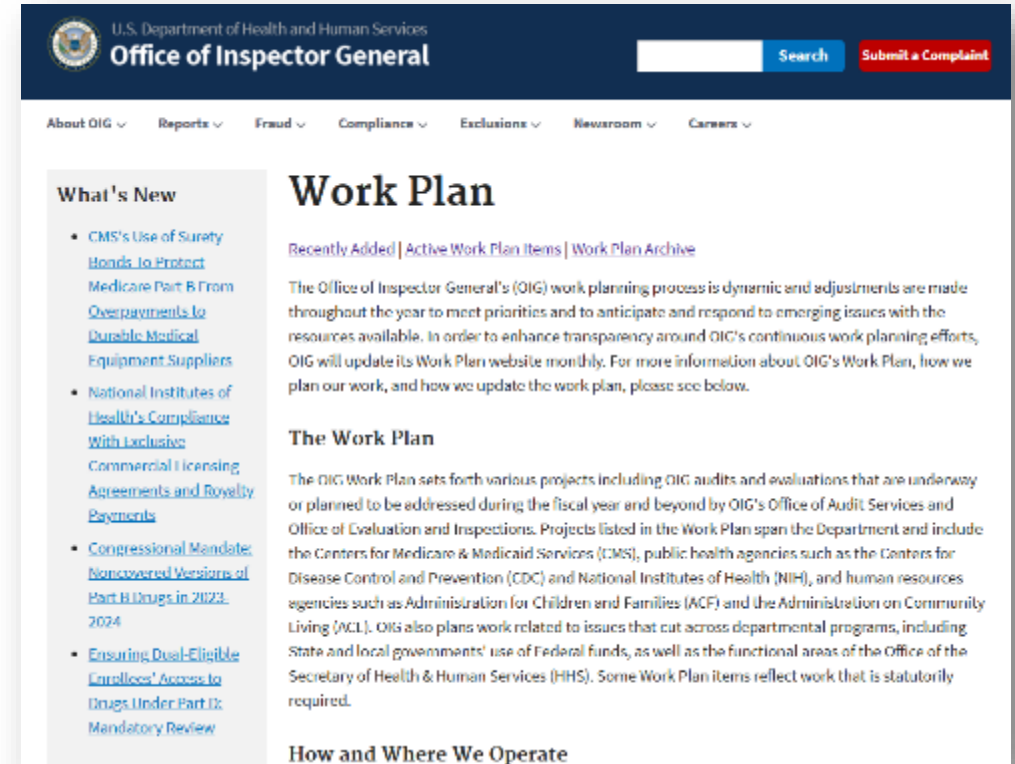 U.S. Department of Health and Human Services
Office of Inspector General
Search
Submit a Complaint
About OIG
Reports
Fraud
Compliance
Exclusions
Newsroom
Careers
What's New
• CMS's Use of Surety
Bonds To Protect
Medicare Part B From
Overpayments to
Durable Medical
Equipment Suppliers
• National Institutes of
Health's Compliance
With Exclusive
Commercial Licensing
Agreements and Royalty
Payments
• Congressional Mandate:
Noncovered Versions of
Part B Drugs in 2023-
2024
• Ensuring Dual-Eligible
Enrollees' Access to
Drugs Under Part D:
Mandatory Review
Work Plan
Recently Added | Active Work Plan Items | Work Plan Archive
The Office of Inspector General's (OIG) work planning process is dynamic and adjustments are made
throughout the year to meet priorities and to anticipate and respond to emerging issues with the
resources available. In order to enhance transparency around OIG's continuous work planning efforts,
OIG will update its Work Plan website monthly. For more information about OIG's Work Plan, how we
plan our work, and how we update the work plan, please see below.
The Work Plan
The OIG Work Plan sets forth various projects including OIG audits and evaluations that are underway
or planned to be addressed during the fiscal year and beyond by OIG's Office of Audit Services and
Office of Evaluation and Inspections. Projects listed in the Work Plan span the Department and include
the Centers for Medicare & Medicaid Services (CMS), public health agencies such as the Centers for
Disease Control and Prevention (CDC) and National Institutes of Health (NIH), and human resources
agencies such as Administration for Children and Families (ACF) and the Administration on Community
Living (ACL). OIG also plans work related to issues that cut across departmental programs, including
State and local governments' use of Federal funds, as well as the functional areas of the Office of the
Secretary of Health & Human Services (HHS). Some Work Plan items reflect work that is statutorily
required.
How and Where We Operate